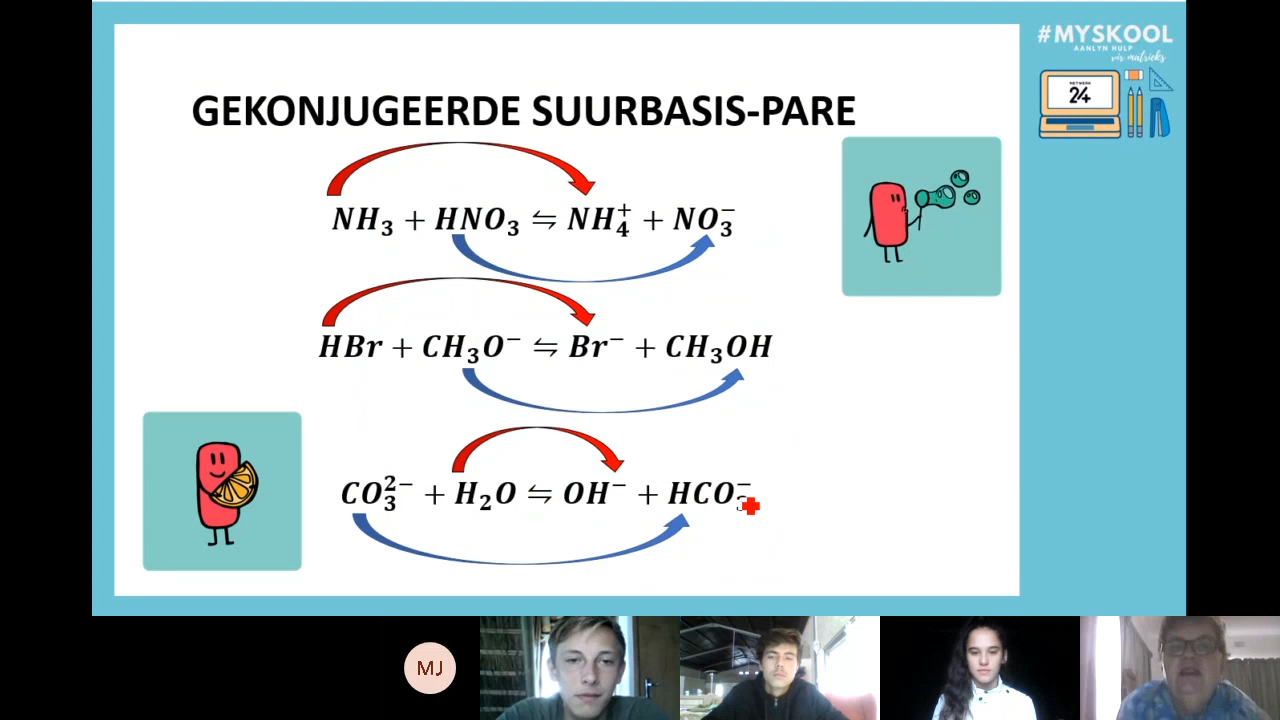 #MYSKOOL
AANLYN HULP
vir matrieks
NETWERK
24
GEKONJUGEERDE SUURBASIS-PARE
NH₃ + HNO₃ ⇋ NH₄⁺ + NO₃⁻
HBr + CH₃O⁻ ⇋ Br⁻ + CH₃OH
CO₃²⁻ + H₂O ⇋ OH⁻ + HCO₃⁻
MJ